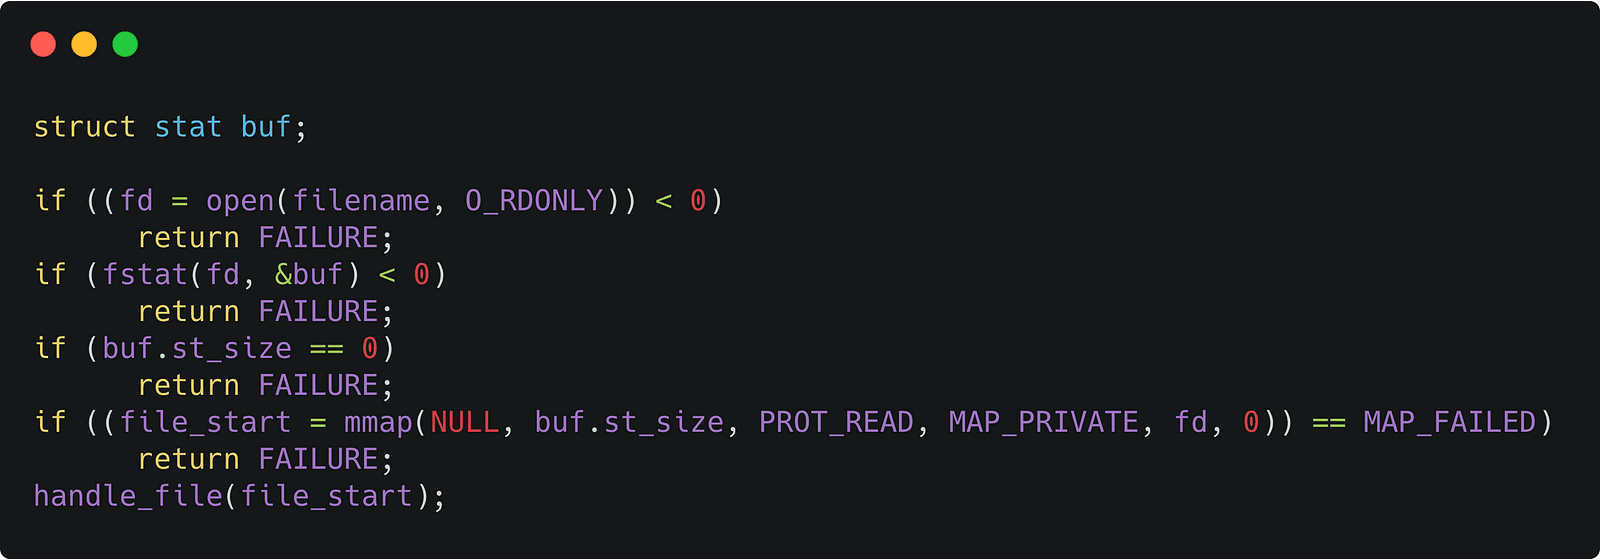 struct stat buf;
if ((fd = open(filename, O_RDONLY)) < 0)
return FAILURE;
if (fstat(fd, &buf) < 0)
return FAILURE;
if (buf.st_size == 0)
return FAILURE;
if ((file_start = mmap(NULL, buf.st_size, PROT_READ, MAP_PRIVATE, fd, 0)) == MAP_FAILED)
return FAILURE;
handle_file(file_start);